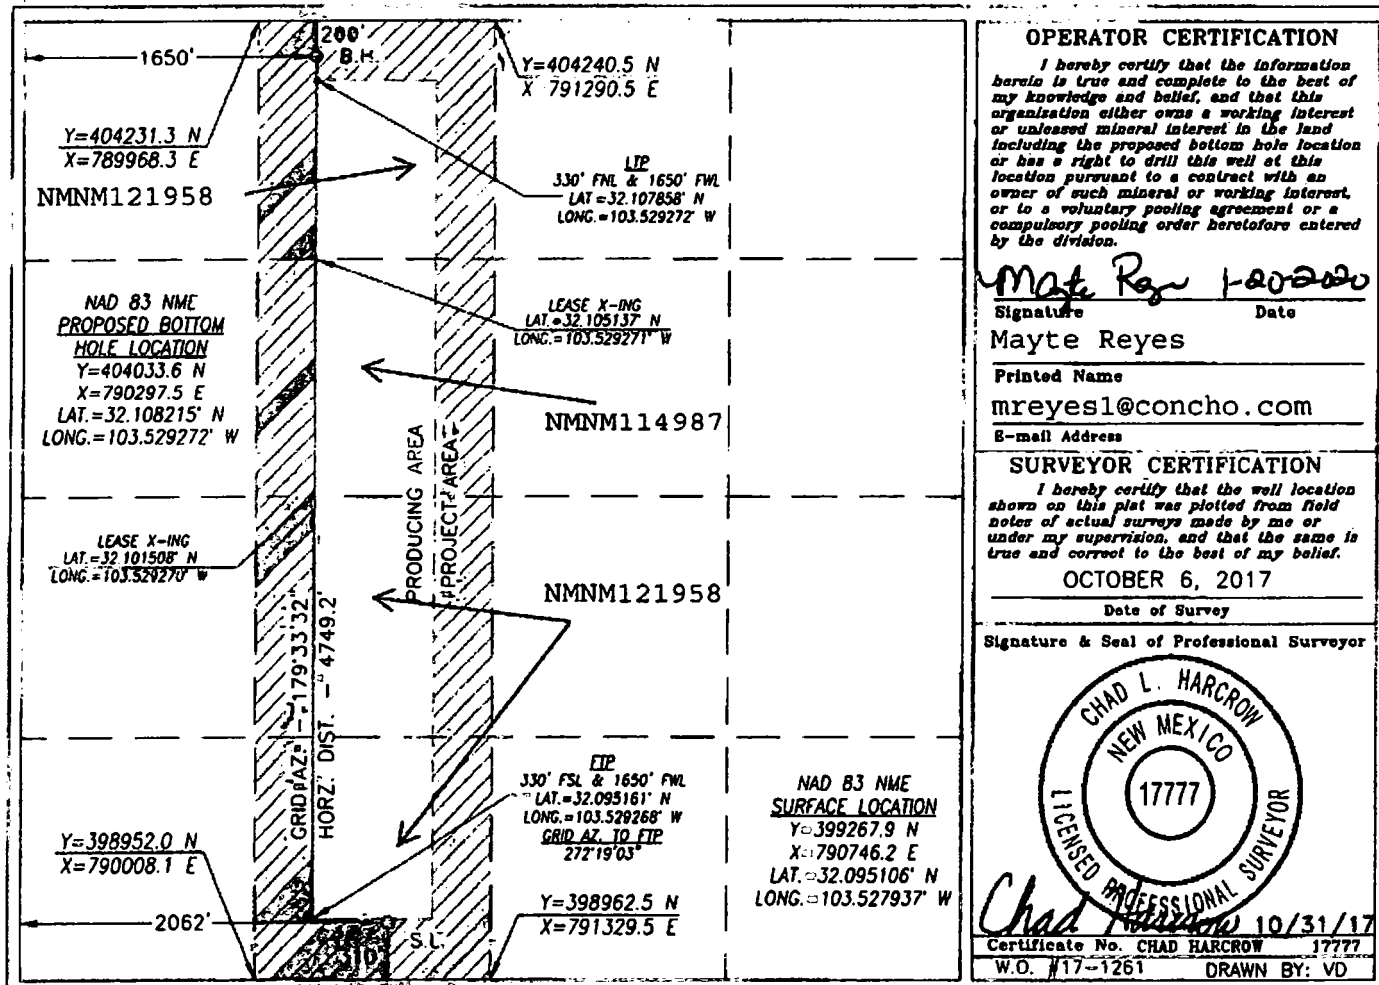 200'
1650'
B.H.
Y=404240.5 N
X 791290.5 E
Y=404231.3 N
X=789968.3 E
NMNM121958
LTP
330' FNL & 1650' FWL
LAT.=32.107858° N
LONG.=103.529272° W
NAD 83 NME
PROPOSED BOTTOM
HOLE LOCATION
Y=404033.6 N
X=790297.5 E
LAT.=32.108215° N
LONG.=103.529272° W
LEASE X-ING
LAT.=32.105137° N
LONG.=103.529271° W
NMNM114987
PRODUCING AREA
PROJECT AREA
LEASE X-ING
LAT.=32.101508° N
LONG.=103.529270° W
NMNM121958
GRID AZ. - 179°33'32"
HORZ. DIST. - 4749.2'
FTP
330' FSL & 1650' FWL
LAT.=32.095161° N
LONG.=103.529268° W
GRID AZ. TO FTP
272°19'03"
NAD 83 NME
SURFACE LOCATION
Y=399267.9 N
X=790746.2 E
LAT.=32.095106° N
LONG.=103.527937° W
Y=398952.0 N
X=790008.1 E
Y=398962.5 N
X=791329.5 E
2062'
S.L.
310'
OPERATOR CERTIFICATION
I hereby certify that the information
herein is true and complete to the best of
my knowledge and belief, and that this
organization either owns a working interest
or unleased mineral interest in the land
including the proposed bottom hole location
or has a right to drill this well at this
location pursuant to a contract with an
owner of such mineral or working interest,
or to a voluntary pooling agreement or a
compulsory pooling order heretofore entered
by the division.
Mayte Reyes 1-20-2020
Signature Date
Mayte Reyes
Printed Name
mreyes1@concho.com
E-mail Address
SURVEYOR CERTIFICATION
I hereby certify that the well location
shown on this plat was plotted from field
notes of actual surveys made by me or
under my supervision, and that the same is
true and correct to the best of my belief.
OCTOBER 6, 2017
Date of Survey
Signature & Seal of Professional Surveyor
CHAD L. HARCROW
NEW MEXICO
17777
LICENSED PROFESSIONAL SURVEYOR
Chad Harcrow 10/31/17
Certificate No. CHAD HARCROW 17777
W.O. #17-1261 DRAWN BY: VD